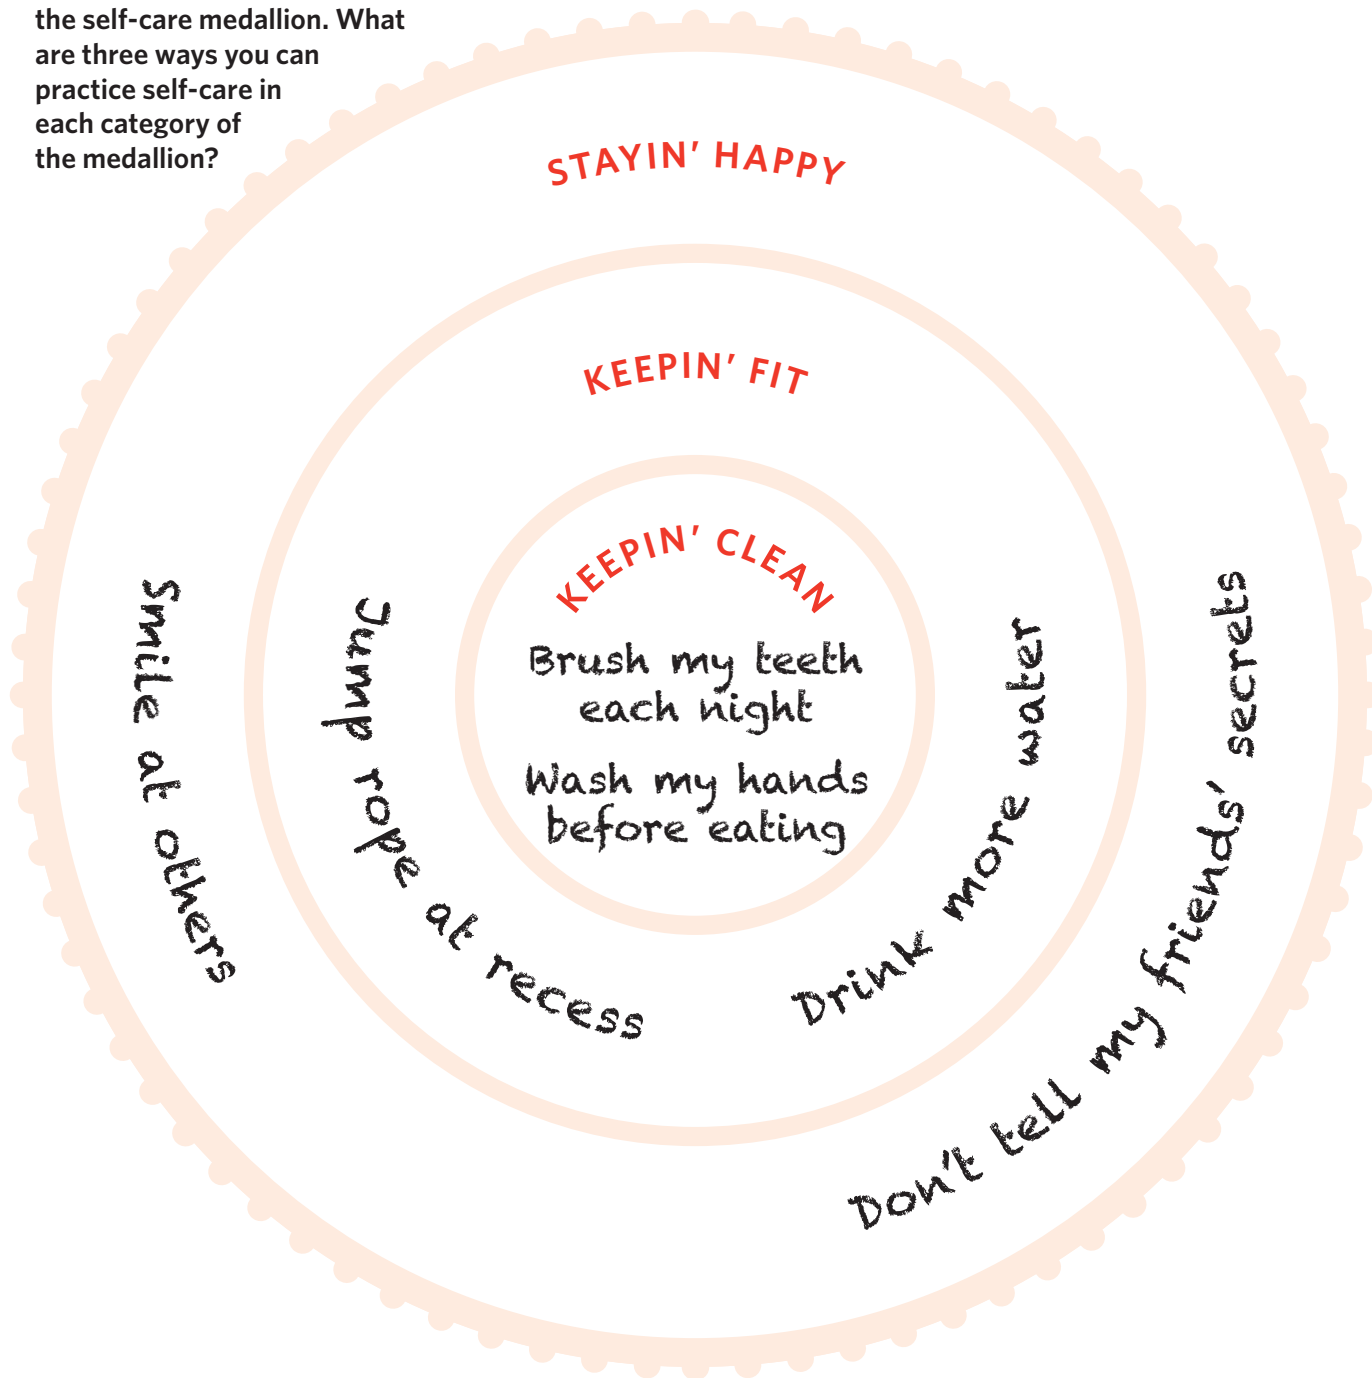 the self-care medallion. What
are three ways you can
practice self-care in
each category of
the medallion?
STAYIN’ HAPPY
KEEPIN’ FIT
KEEPIN’ CLEAN
Brush my teeth
each night
Wash my hands
before eating
Jump rope at recess
Drink more water
Smile at others
Don't tell my friends' secrets